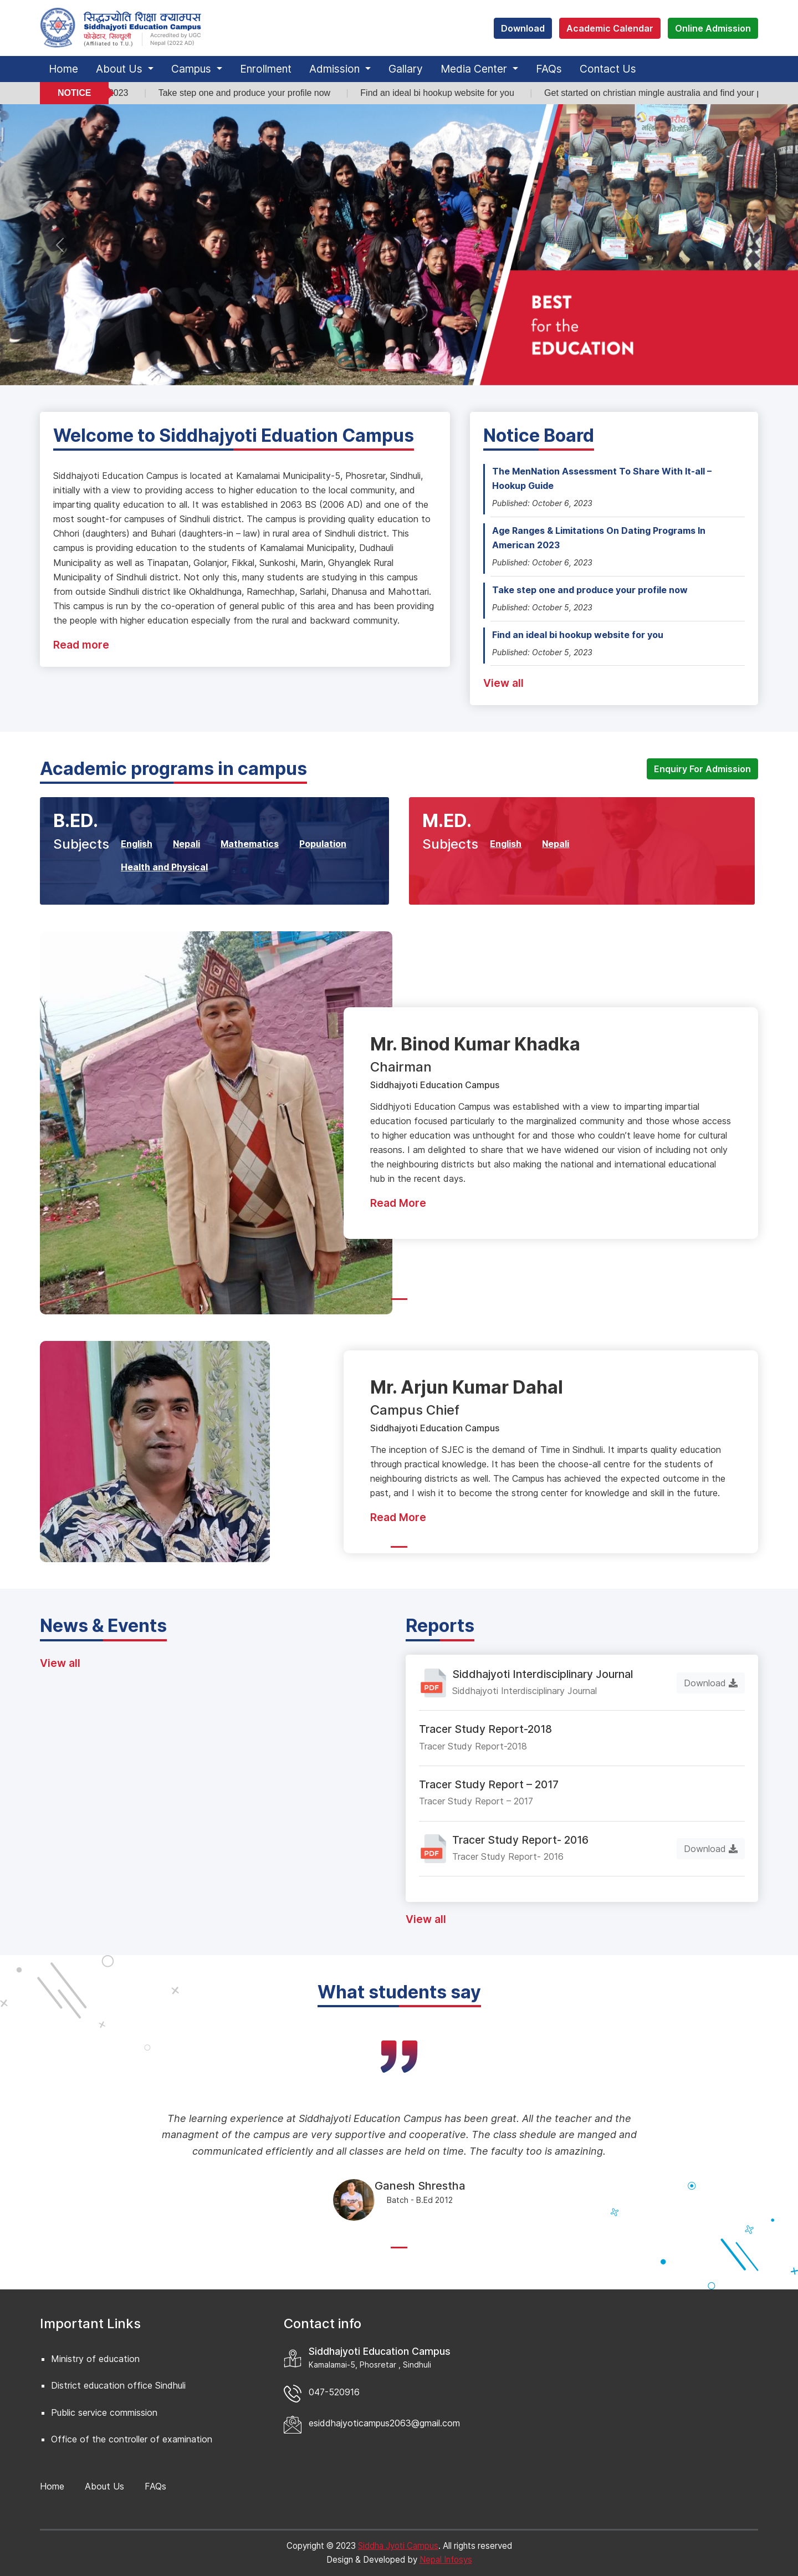 सिद्धज्योति शिक्षा क्याम्पस
Siddhajyoti Education Campus
फोस्रेटार, सिन्धुली
(Affiliated to T.U.)
Accredited by UGC
Nepal (2022 AD)
Download
Academic Calendar
Online Admission
Home
About Us
Campus
Enrollment
Admission
Gallary
Media Center
FAQs
Contact Us
NOTICE
2023 | Take step one and produce your profile now | Find an ideal bi hookup website for you | Get started on christian mingle australia and find your
BEST
for the
EDUCATION
Welcome to Siddhajyoti Eduation Campus
Siddhajyoti Education Campus is located at Kamalamai Municipality-5, Phosretar, Sindhuli,
initially with a view to providing access to higher education to the local community, and
imparting quality education to all. It was established in 2063 BS (2006 AD) and one of the
most sought-for campuses of Sindhuli district. The campus is providing quality education to
Chhori (daughters) and Buhari (daughters-in – law) in rural area of Sindhuli district. This
campus is providing education to the students of Kamalamai Municipality, Dudhauli
Municipality as well as Tinapatan, Golanjor, Fikkal, Sunkoshi, Marin, Ghyanglek Rural
Municipality of Sindhuli district. Not only this, many students are studying in this campus
from outside Sindhuli district like Okhaldhunga, Ramechhap, Sarlahi, Dhanusa and Mahottari.
This campus is run by the co-operation of general public of this area and has been providing
the people with higher education especially from the rural and backward community.
Read more
Notice Board
The MenNation Assessment To Share With It-all –
Hookup Guide
Published: October 6, 2023
Age Ranges & Limitations On Dating Programs In
American 2023
Published: October 6, 2023
Take step one and produce your profile now
Published: October 5, 2023
Find an ideal bi hookup website for you
Published: October 5, 2023
View all
Academic programs in campus
Enquiry For Admission
B.ED.
Subjects
English
Nepali
Mathematics
Population
Health and Physical
M.ED.
Subjects
English
Nepali
Mr. Binod Kumar Khadka
Chairman
Siddhajyoti Education Campus
Siddhjyoti Education Campus was established with a view to imparting impartial
education focused particularly to the marginalized community and those whose access
to higher education was unthought for and those who couldn't leave home for cultural
reasons. I am delighted to share that we have widened our vision of including not only
the neighbouring districts but also making the national and international educational
hub in the recent days.
Read More
Mr. Arjun Kumar Dahal
Campus Chief
Siddhajyoti Education Campus
The inception of SJEC is the demand of Time in Sindhuli. It imparts quality education
through practical knowledge. It has been the choose-all centre for the students of
neighbouring districts as well. The Campus has achieved the expected outcome in the
past, and I wish it to become the strong center for knowledge and skill in the future.
Read More
News & Events
View all
Reports
PDF
Siddhajyoti Interdisciplinary Journal
Siddhajyoti Interdisciplinary Journal
Download
Tracer Study Report-2018
Tracer Study Report-2018
Tracer Study Report – 2017
Tracer Study Report – 2017
PDF
Tracer Study Report- 2016
Tracer Study Report- 2016
Download
View all
What students say
The learning experience at Siddhajyoti Education Campus has been great. All the teacher and the
managment of the campus are very supportive and cooperative. The class shedule are manged and
communicated efficiently and all classes are held on time. The faculty too is amazining.
Ganesh Shrestha
Batch - B.Ed 2012
Important Links
Ministry of education
District education office Sindhuli
Public service commission
Office of the controller of examination
Contact info
Siddhajyoti Education Campus
Kamalamai-5, Phosretar , Sindhuli
047-520916
esiddhajyoticampus2063@gmail.com
Home
About Us
FAQs
Copyright © 2023 Siddha Jyoti Campus. All rights reserved
Design & Developed by Nepal Infosys